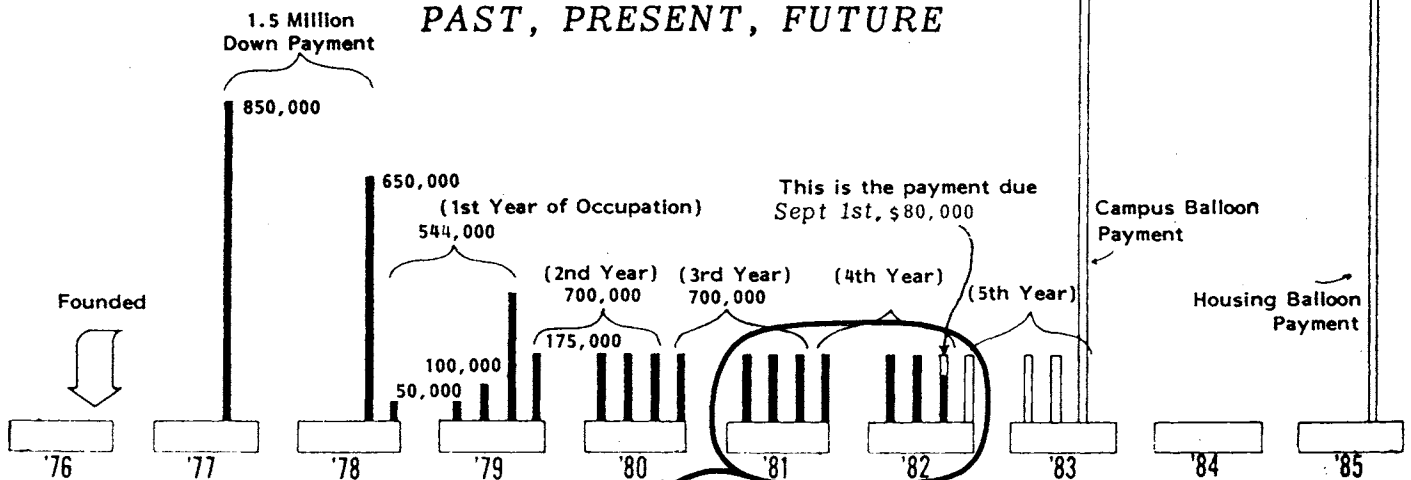 PAST, PRESENT, FUTURE
1.5 Million
Down Payment
850,000
650,000
(1st Year of Occupation)
544,000
This is the payment due
Sept 1st, $80,000
Campus Balloon
Payment
(2nd Year)
700,000
(3rd Year)
700,000
(4th Year)
(5th Year)
Housing Balloon
Payment
Founded
175,000
100,000
50,000
'76
'77
'78
'79
'80
'81
'82
'83
'84
'85